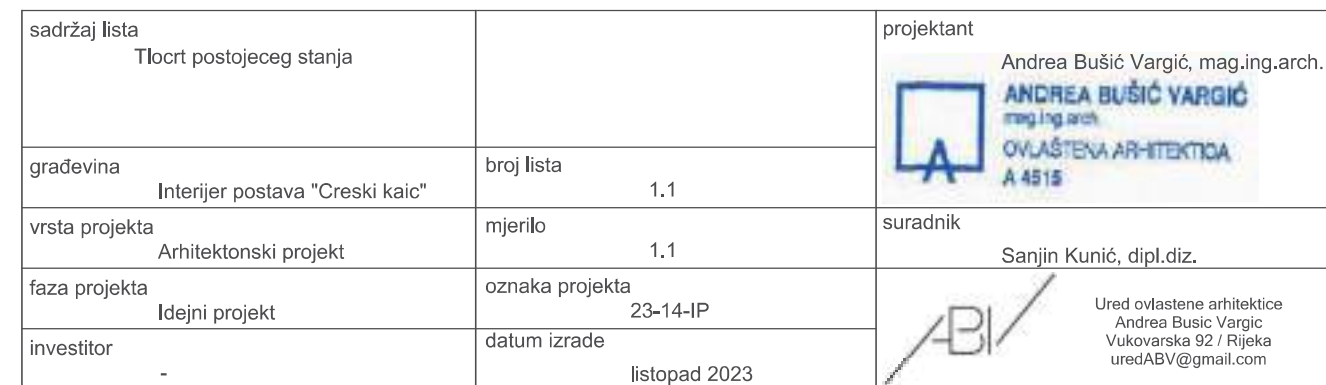 sadržaj lista
Tlocrt postojeceg stanja
projektant
Andrea Bušić Vargić, mag.ing.arch.
ANDREA BUŠIĆ VARGIĆ
mag.ing.arch.
OVLAŠTENA ARHITEKTICA
A 4515
građevina
Interijer postava "Creski kaic"
broj lista
1.1
vrsta projekta
Arhitektonski projekt
mjerilo
1.1
suradnik
Sanjin Kunić, dipl.diz.
faza projekta
Idejni projekt
oznaka projekta
23-14-IP
investitor
-
datum izrade
listopad 2023
ABV
Ured ovlastene arhitektice
Andrea Busic Vargic
Vukovarska 92 / Rijeka
uredABV@gmail.com